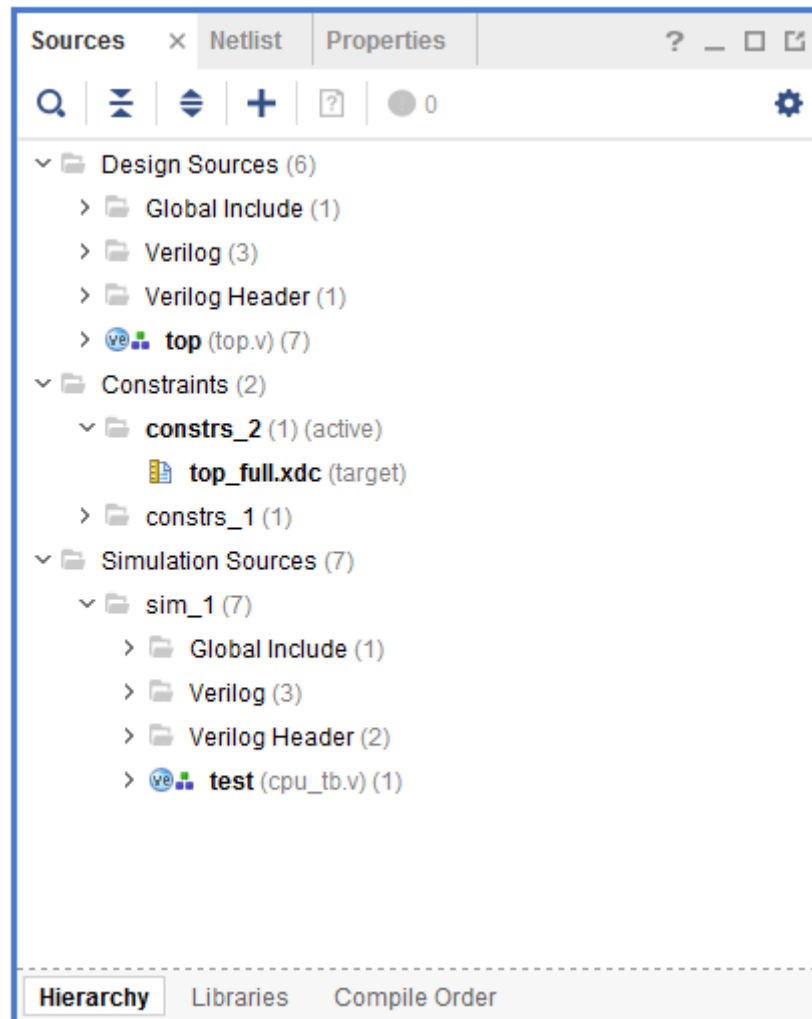 Sources Netlist Properties
0
Design Sources (6)
Global Include (1)
Verilog (3)
Verilog Header (1)
top (top.v) (7)
Constraints (2)
constrs_2 (1) (active)
top_full.xdc (target)
constrs_1 (1)
Simulation Sources (7)
sim_1 (7)
Global Include (1)
Verilog (3)
Verilog Header (2)
test (cpu_tb.v) (1)
Hierarchy Libraries Compile Order